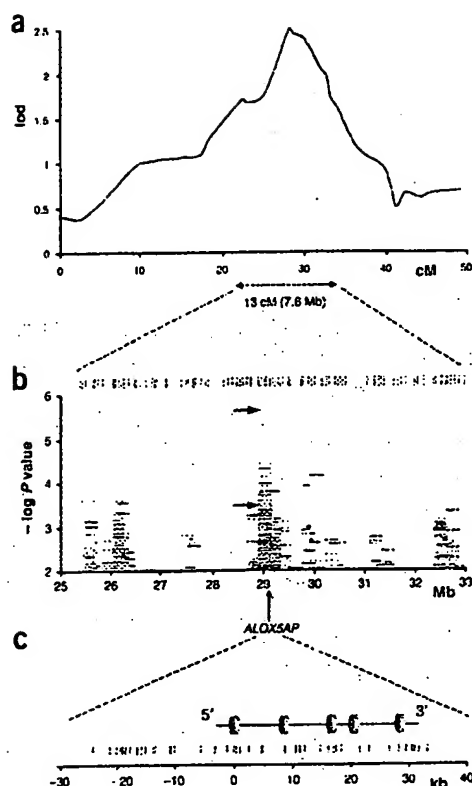 a
lod
2.5
2
1.5
1
0.5
0
0 10 20 30 40 50
cM
13 cM (7.6 Mb)
b
– log P value
6
5
4
3
2
25 26 27 28 29 30 31 32 33
Mb
ALOX5AP
c
5' 3'
-30 -20 -10 0 10 20 30 40
kb